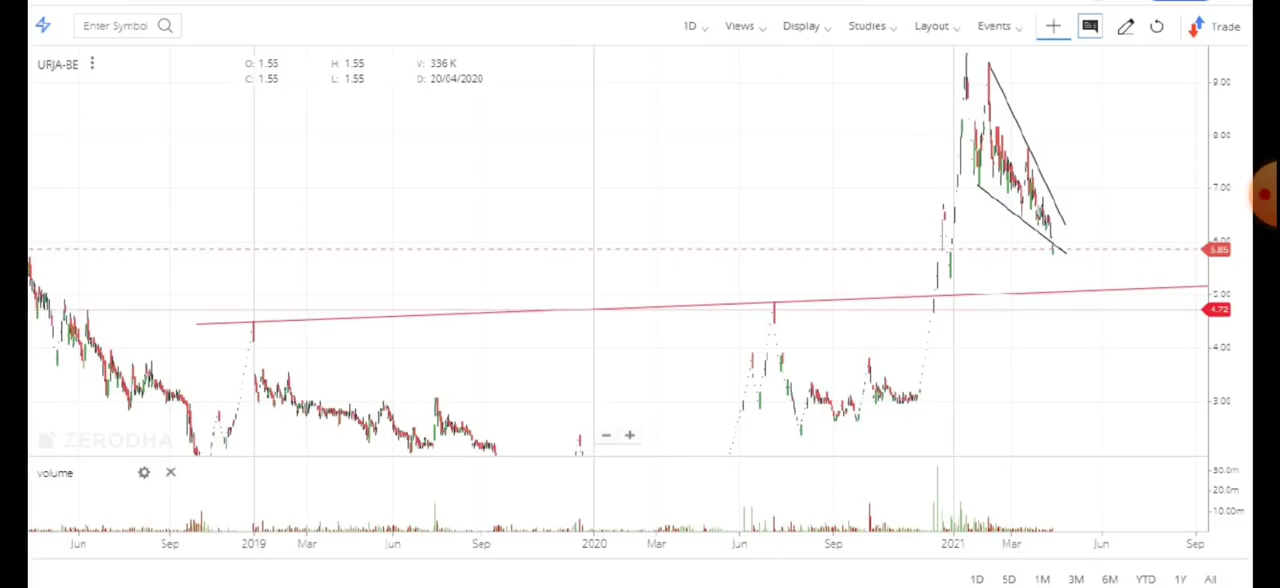 Enter Symbol 1D Views Display Studies Layout Events Trade
URJA-BE O: 1.55 H: 1.55 V: 336 K
C: 1.55 L: 1.55 D: 20/04/2020
9.00
8.00
7.00
5.85
5.00
4.72
4.00
3.00
ZERODHA
volume
30.0m
20.0m
10.00m
Jun Sep 2019 Mar Jun Sep 2020 Mar Jun Sep 2021 Mar Jun Sep
1D 5D 1M 3M 6M YTD 1Y All